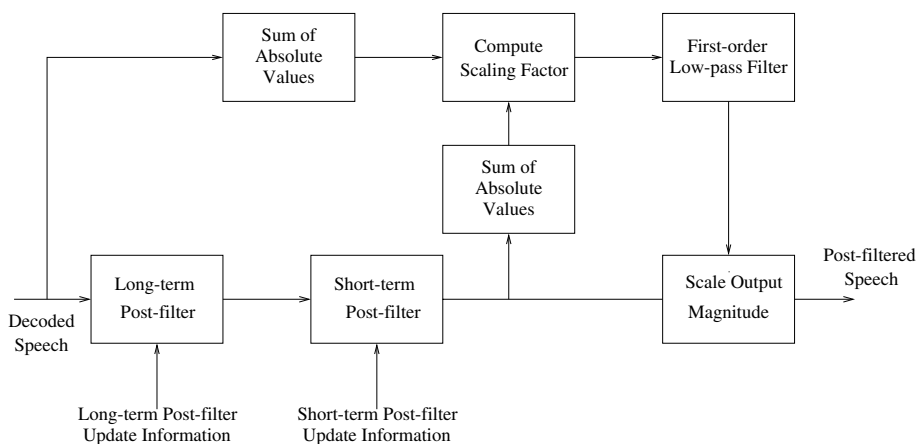 Sum of
Absolute
Values
Compute
Scaling Factor
First-order
Low-pass Filter
Sum of
Absolute
Values
Decoded
Speech
Long-term
Post-filter
Short-term
Post-filter
Scale Output
Magnitude
Post-filtered
Speech
Long-term Post-filter
Update Information
Short-term Post-filter
Update Information